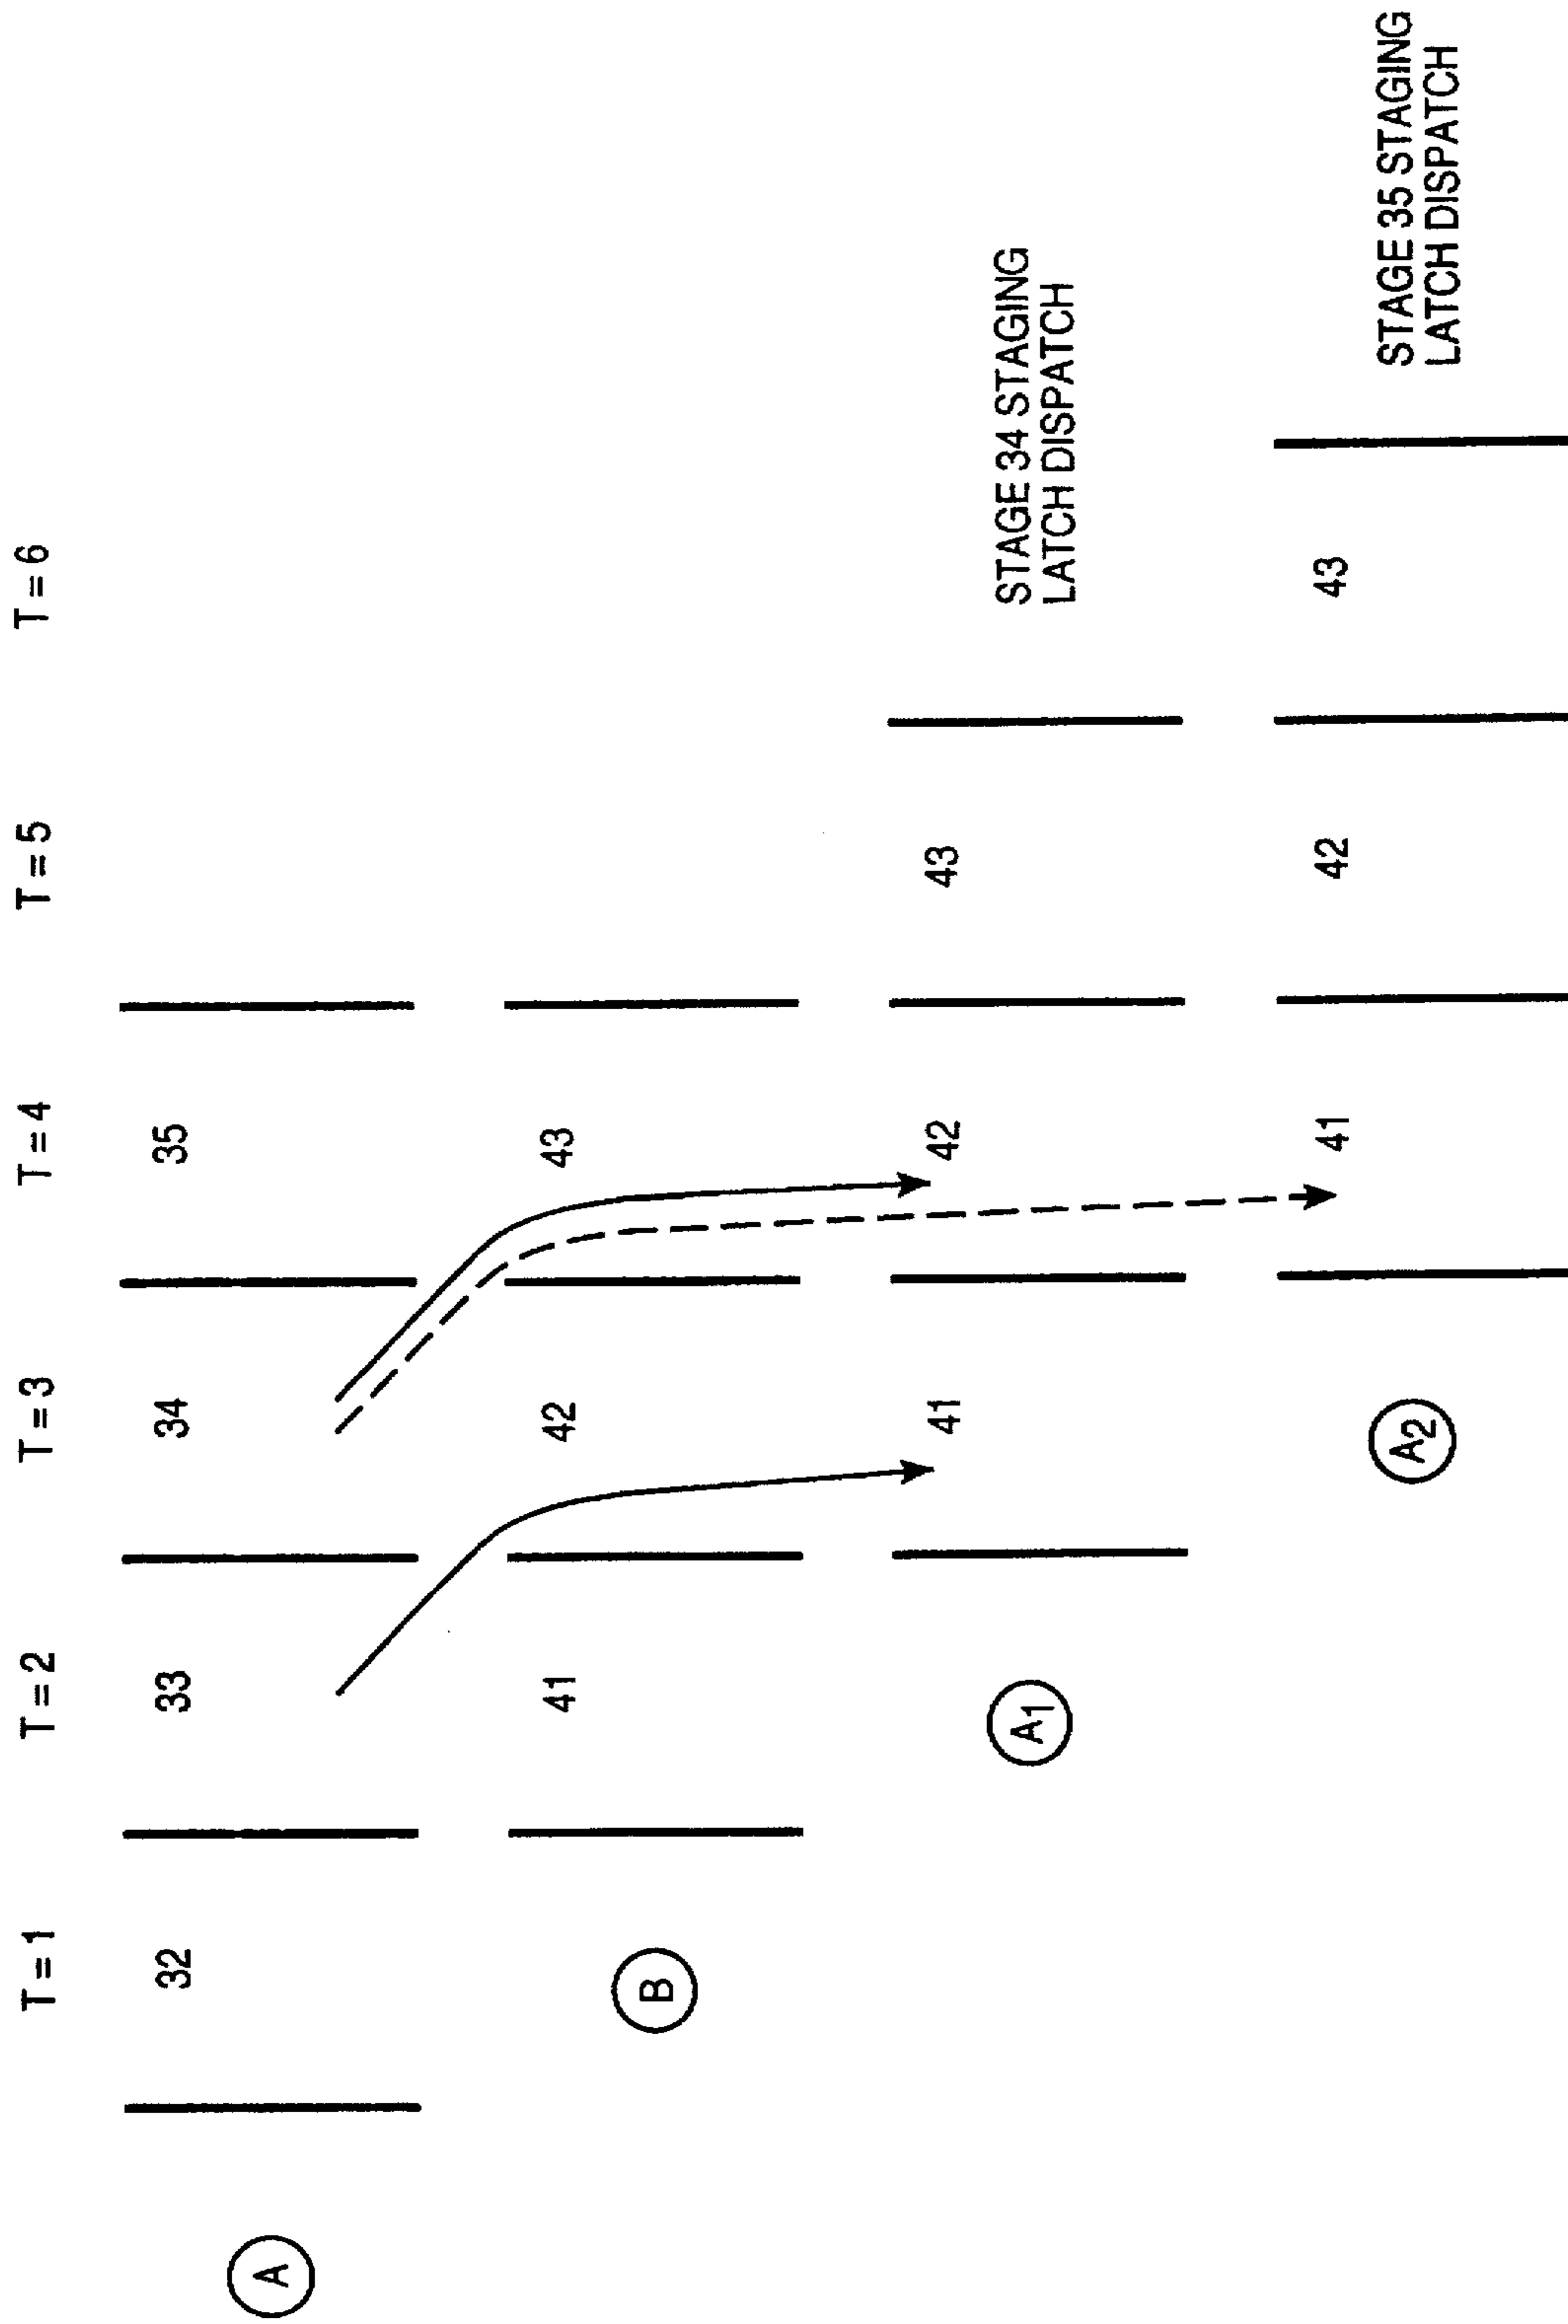 T = 1 T = 2 T = 3 T = 4 T = 5 T = 6
A 32 33 34 35
B 41 42 43
A1 41 42 43 STAGE 34 STAGING
LATCH DISPATCH
A2 41 42 43 STAGE 35 STAGING
LATCH DISPATCH